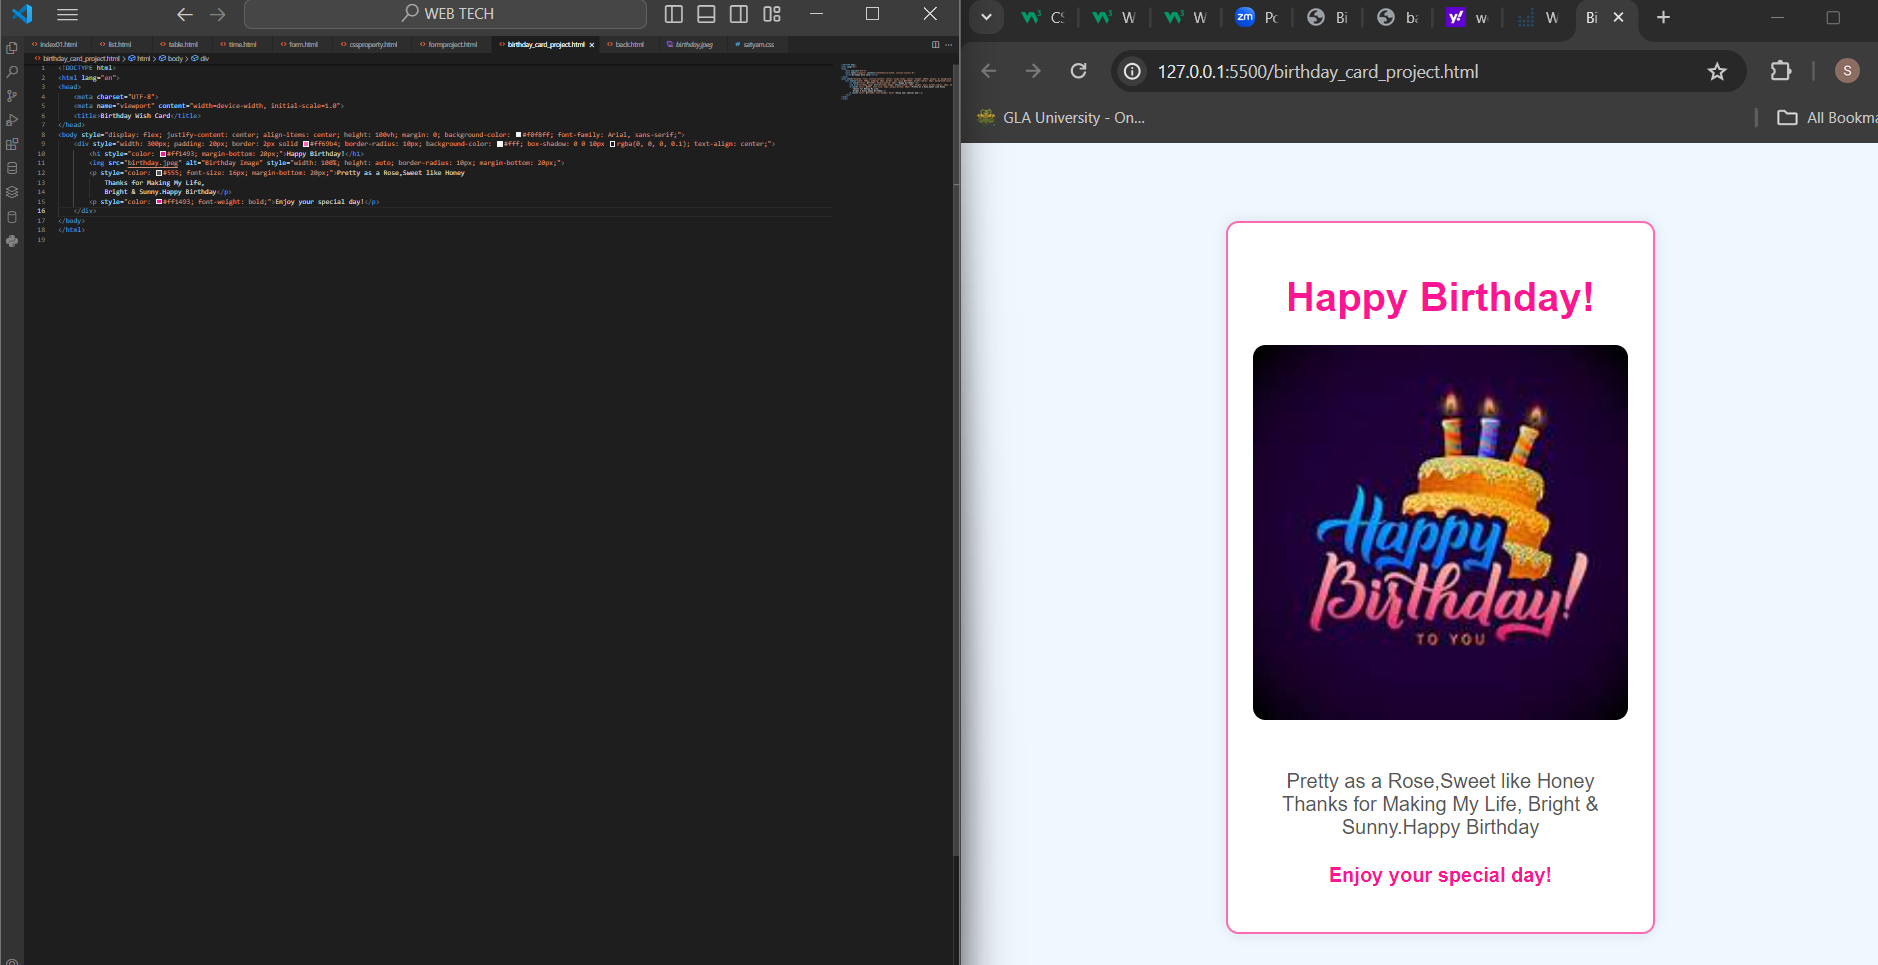 WEB TECH
index01.html
list.html
table.html
time.html
form.html
cssproperty.html
formproject.html
birthday_card_project.html
back.html
birthday.jpeg
satyam.css
birthday_card_project.html > html > body > div
1 <!DOCTYPE html>
2 <html lang="en">
3 <head>
4 <meta charset="UTF-8">
5 <meta name="viewport" content="width=device-width, initial-scale=1.0">
6 <title>Birthday Wish Card</title>
7 </head>
8 <body style="display: flex; justify-content: center; align-items: center; height: 100vh; margin: 0; background-color: #f0f8ff; font-family: Arial, sans-serif;">
9 <div style="width: 300px; padding: 20px; border: 2px solid #ff69b4; border-radius: 10px; background-color: #fff; box-shadow: 0 0 10px rgba(0, 0, 0, 0.1); text-align: center;">
10 <h1 style="color: #ff1493; margin-bottom: 20px;">Happy Birthday!</h1>
11 <img src="birthday.jpeg" alt="Birthday Image" style="width: 100%; height: auto; border-radius: 10px; margin-bottom: 20px;">
12 <p style="color: #555; font-size: 16px; margin-bottom: 20px;">Pretty as a Rose,Sweet like Honey
13 Thanks for Making My Life,
14 Bright & Sunny.Happy Birthday</p>
15 <p style="color: #ff1493; font-weight: bold;">Enjoy your special day!</p>
16 </div>
17 </body>
18 </html>
19
CS
W
W
zm Pc
Bi
ba
y! w
W
Bi
127.0.0.1:5500/birthday_card_project.html
S
GLA University - On...
All Bookma
Happy Birthday!
Happy
Birthday!
TO YOU
Pretty as a Rose,Sweet like Honey
Thanks for Making My Life, Bright &
Sunny.Happy Birthday
Enjoy your special day!